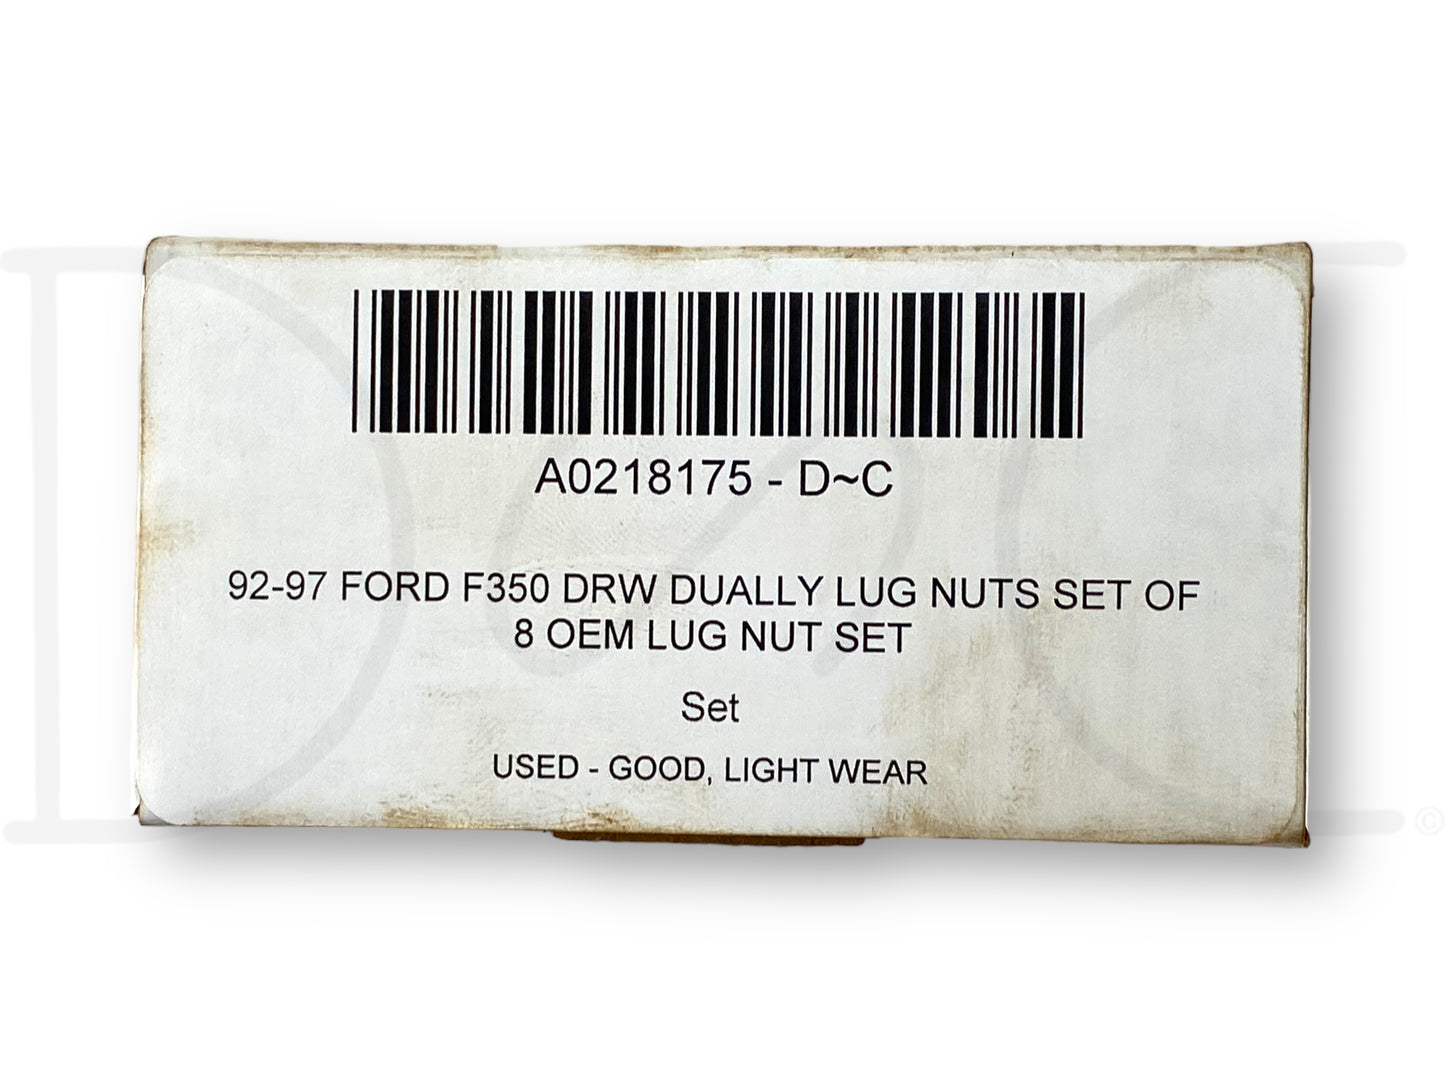 A0218175 - D~C
92-97 FORD F350 DRW DUALLY LUG NUTS SET OF
8 OEM LUG NUT SET
Set
USED - GOOD, LIGHT WEAR
©